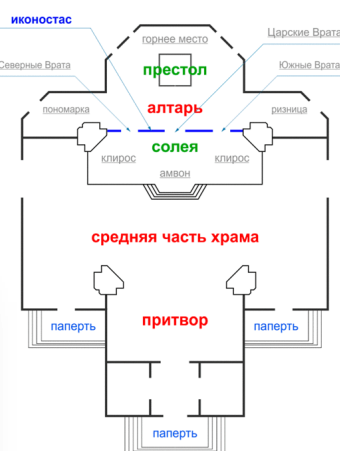 иконостас
Царские Врата
горнее место
Северные Врата
престол
Южные Врата
пономарка
алтарь
ризница
солея
клирос
клирос
амвон
средняя часть храма
притвор
паперть
паперть
паперть